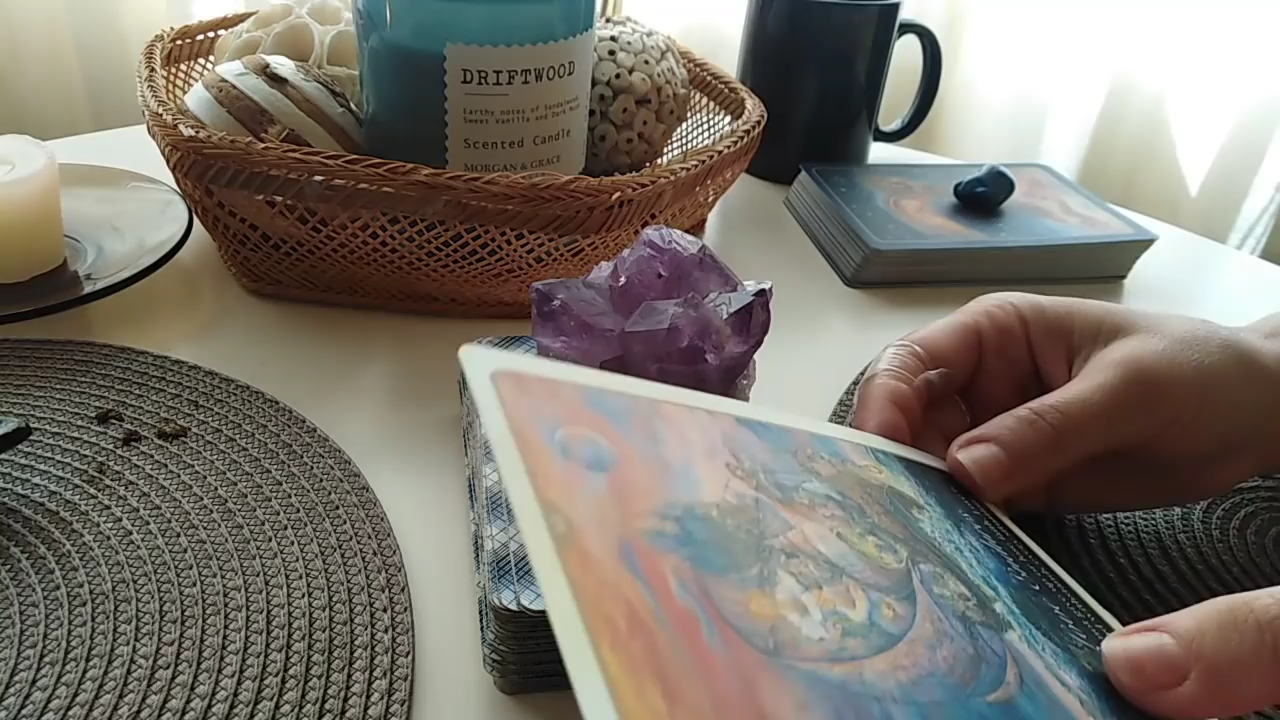 DRIFTWOOD
Earthy notes of Sandalwood,
Sweet Vanilla and Dark Musk
Scented Candle
MORGAN & GRACE